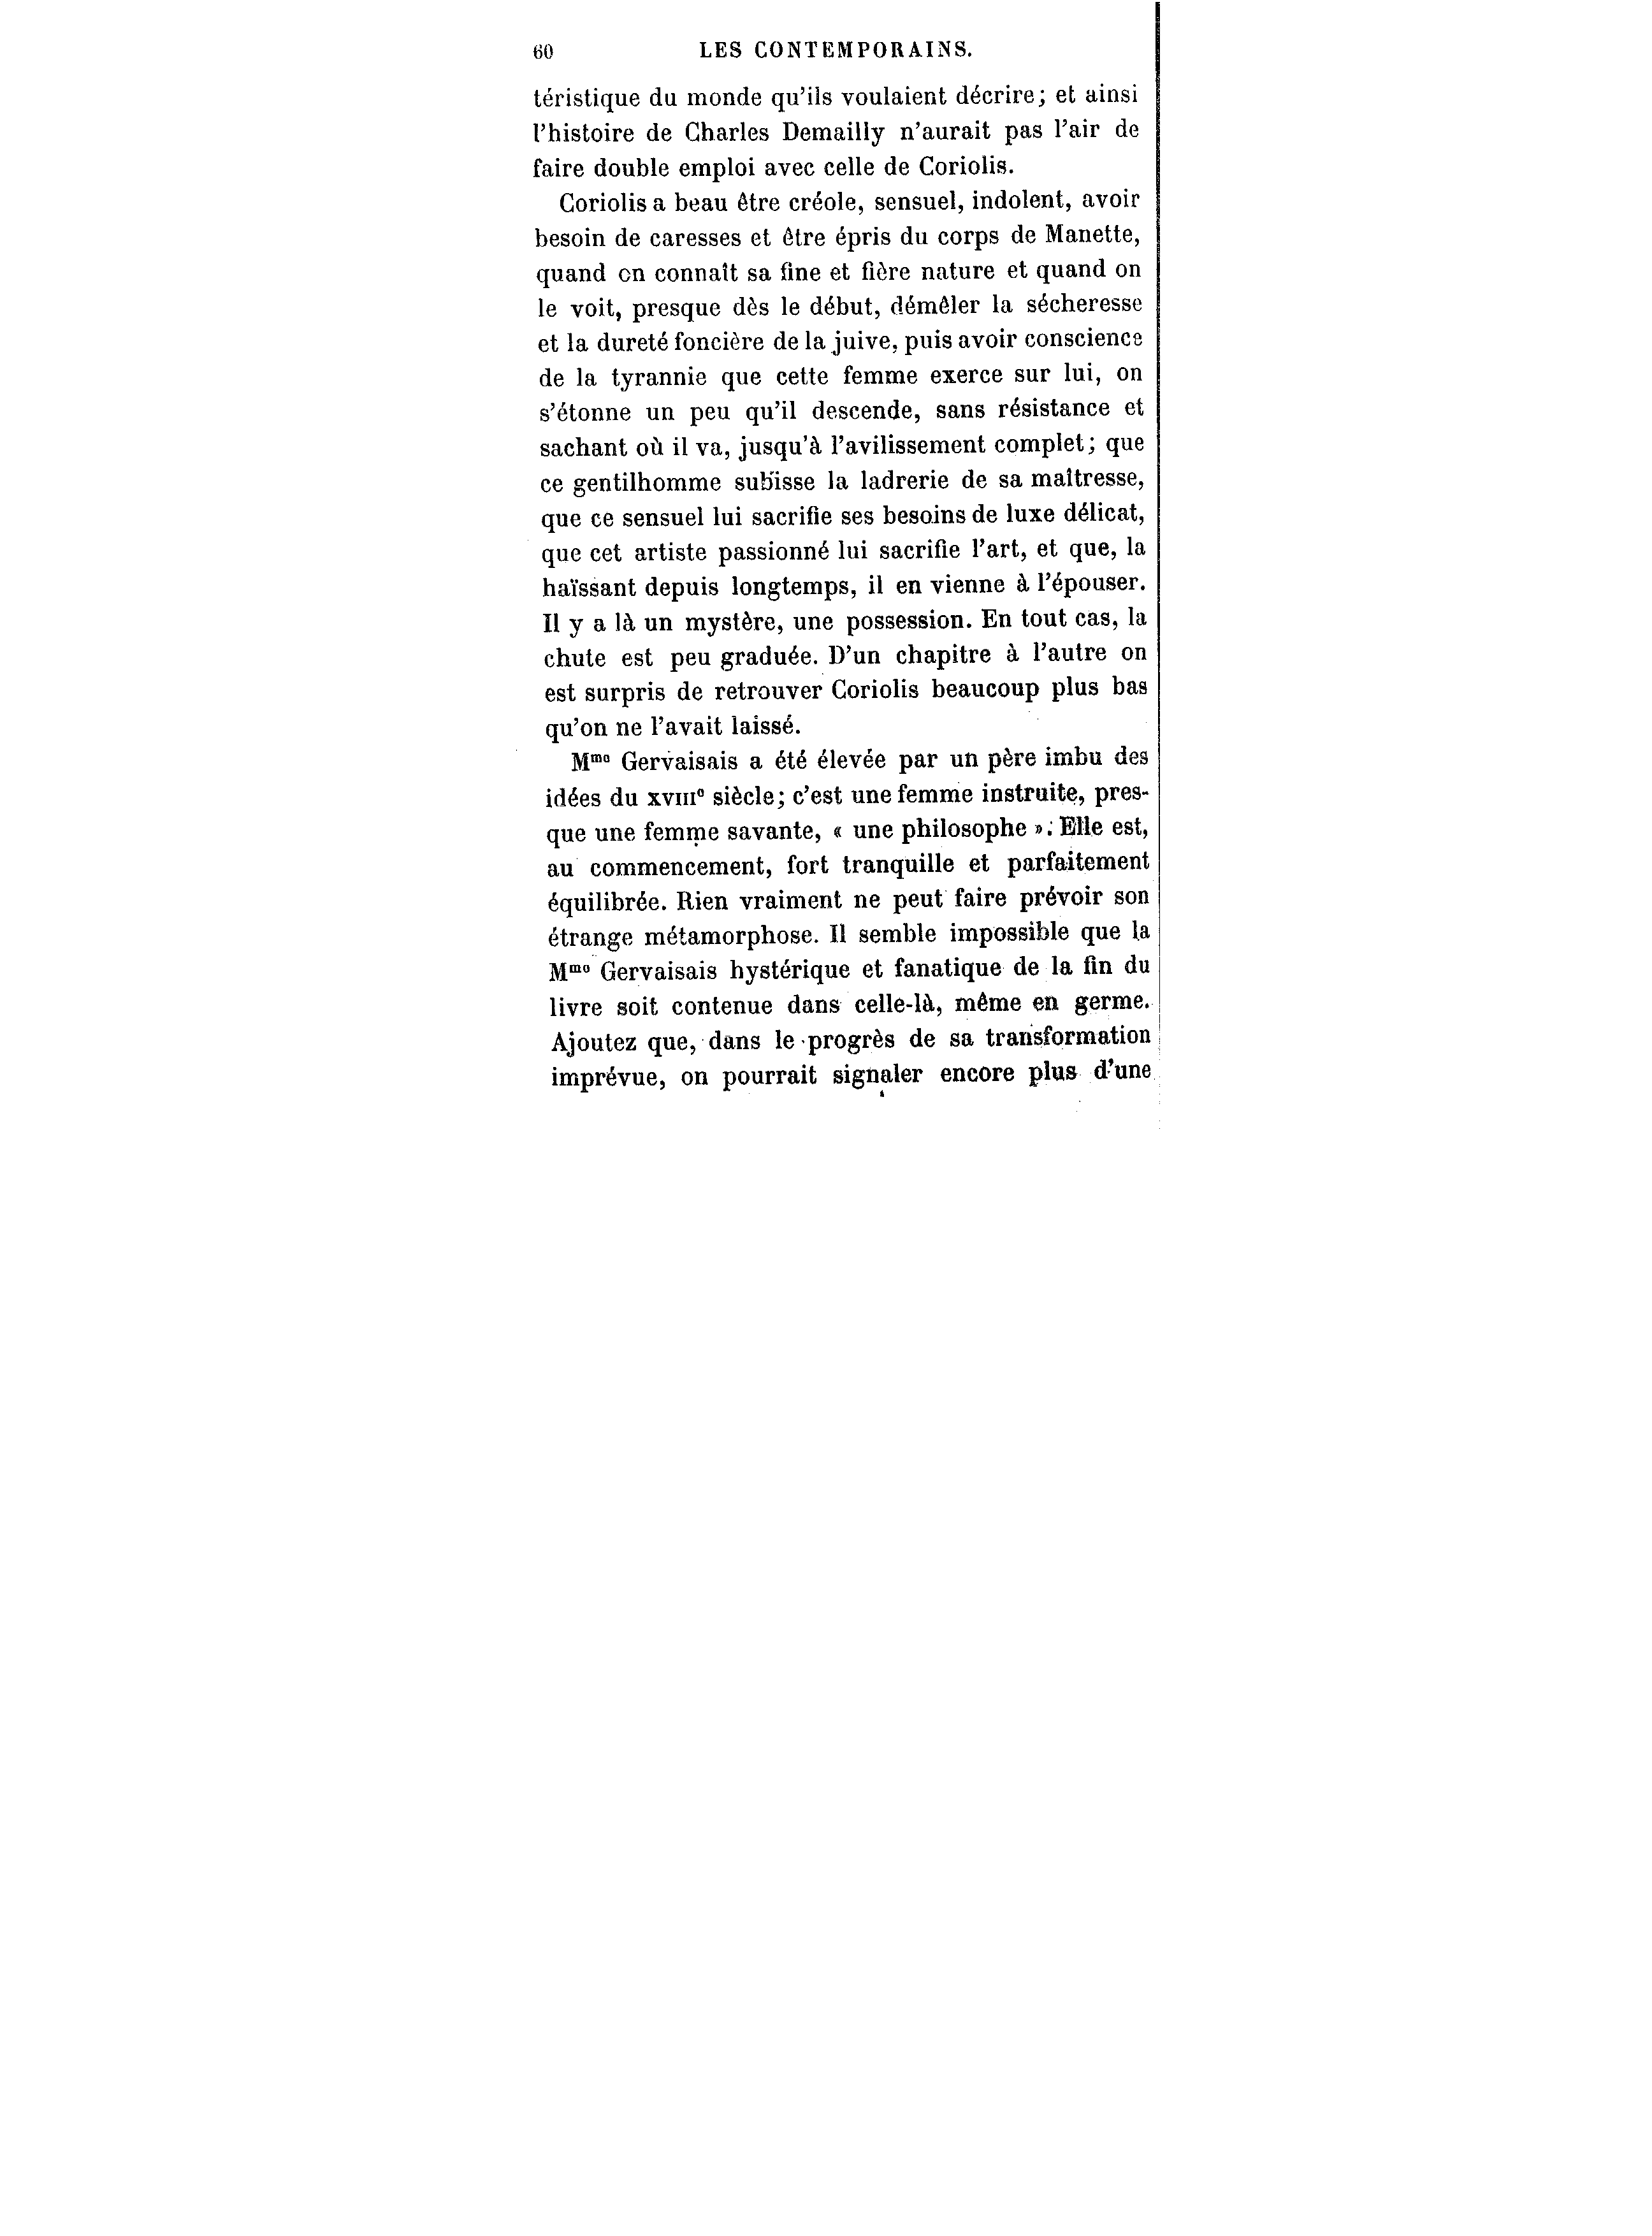 60 LES CONTEMPORAINS.
téristique du monde qu'ils voulaient décrire; et ainsi
l'histoire de Charles Demailly n'aurait pas l'air de
faire double emploi avec celle de Coriolis.
Coriolis a beau être créole, sensuel, indolent, avoir
besoin de caresses et être épris du corps de Manette,
quand on connaît sa fine et fière nature et quand on
le voit, presque dès le début, démêler la sécheresse
et la dureté foncière de la juive, puis avoir conscience
de la tyrannie que cette femme exerce sur lui, on
s'étonne un peu qu'il descende, sans résistance et
sachant où il va, jusqu'à l'avilissement complet; que
ce gentilhomme subisse la ladrerie de sa maîtresse,
que ce sensuel lui sacrifie ses besoins de luxe délicat,
que cet artiste passionné lui sacrifie l'art, et que, la
haïssant depuis longtemps, il en vienne à l'épouser.
Il y a là un mystère, une possession. En tout cas, la
chute est peu graduée. D'un chapitre à l'autre on
est surpris de retrouver Coriolis beaucoup plus bas
qu'on ne l'avait laissé.
Mme Gervaisais a été élevée par un père imbu des
idées du XVIIIe siècle; c'est une femme instruite, pres-
que une femme savante, « une philosophe ». Elle est,
au commencement, fort tranquille et parfaitement
équilibrée. Rien vraiment ne peut faire prévoir son
étrange métamorphose. Il semble impossible que la
Mme Gervaisais hystérique et fanatique de la fin du
livre soit contenue dans celle-là, même en germe.
Ajoutez que, dans le progrès de sa transformation
imprévue, on pourrait signaler encore plus d'une